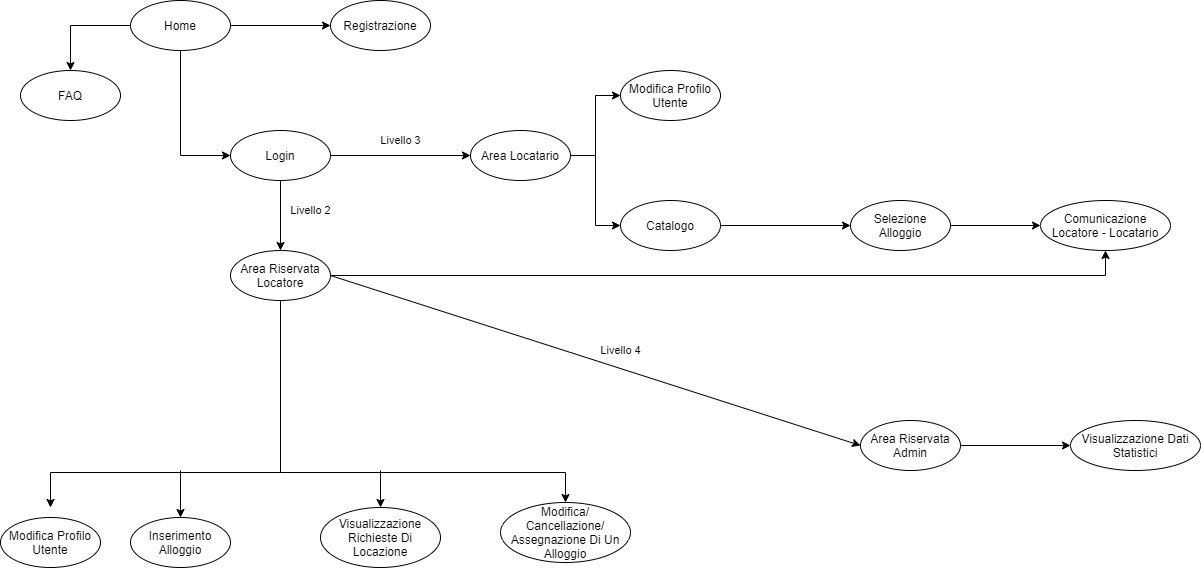 Home
Registrazione
FAQ
Modifica Profilo
Utente
Login
Livello 3
Area Locatario
Livello 2
Catalogo
Selezione
Alloggio
Comunicazione
Locatore - Locatario
Area Riservata
Locatore
Livello 4
Area Riservata
Admin
Visualizzazione Dati
Statistici
Modifica Profilo
Utente
Inserimento
Alloggio
Visualizzazione
Richieste Di
Locazione
Modifica/
Cancellazione/
Assegnazione Di Un
Alloggio